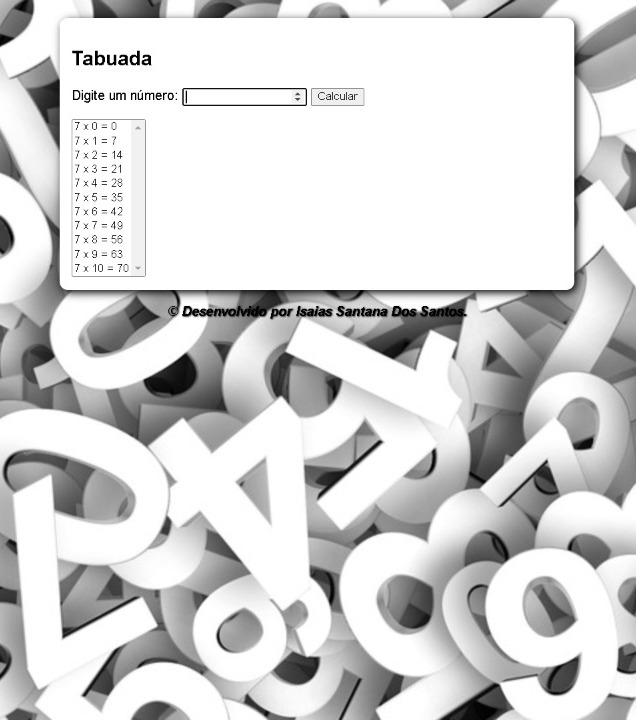 Tabuada
Digite um número: Calcular
7 x 0 = 0
7 x 1 = 7
7 x 2 = 14
7 x 3 = 21
7 x 4 = 28
7 x 5 = 35
7 x 6 = 42
7 x 7 = 49
7 x 8 = 56
7 x 9 = 63
7 x 10 = 70
© Desenvolvido por Isaias Santana Dos Santos.